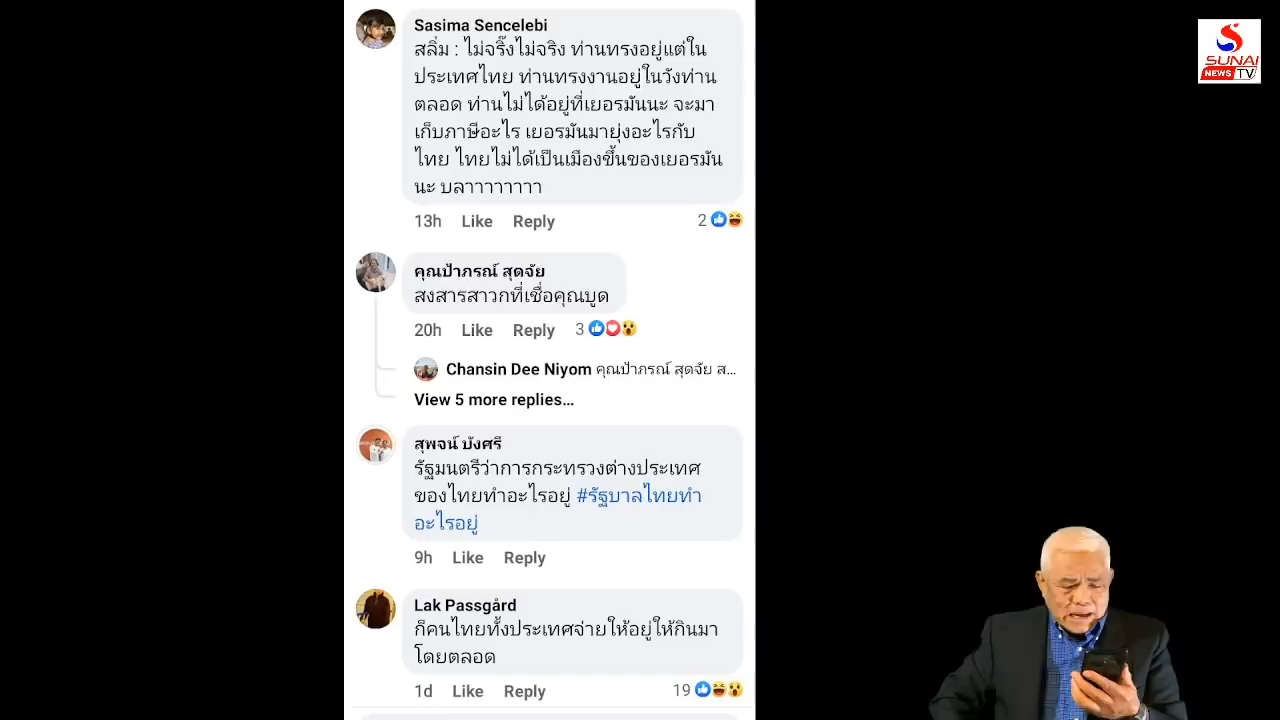 SUNAI
NEWS TV
Sasima Sencelebi
สลิ่ม : ไม่จริ๊งไม่จริง ท่านทรงอยู่แต่ใน
ประเทศไทย ท่านทรงงานอยู่ในวังท่าน
ตลอด ท่านไม่ได้อยู่ที่เยอรมันนะ จะมา
เก็บภาษีอะไร เยอรมันมายุ่งอะไรกับ
ไทย ไทยไม่ได้เป็นเมืองขึ้นของเยอรมัน
นะ บลาาาาาาาา
13h Like Reply 2
คุณป้าภรณ์ สุดจัย
สงสารสาวกที่เชื่อคุณบูด
20h Like Reply 3
Chansin Dee Niyom คุณป้าภรณ์ สุดจัย ส...
View 5 more replies...
สุพจน์ บังศรี
รัฐมนตรีว่าการกระทรวงต่างประเทศ
ของไทยทำอะไรอยู่ #รัฐบาลไทยทำ
อะไรอยู่
9h Like Reply
Lak Passgård
ก็คนไทยทั้งประเทศจ่ายให้อยู่ให้กินมา
โดยตลอด
1d Like Reply 19